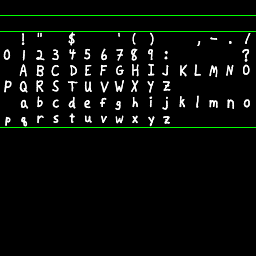 ! " $ ' ( ) , - . /
0 1 2 3 4 5 6 7 8 9 : ?
A B C D E F G H I J K L M N O
P Q R S T U V W X Y Z
a b c d e f g h i j k l m n o
p q r s t u v w x y z